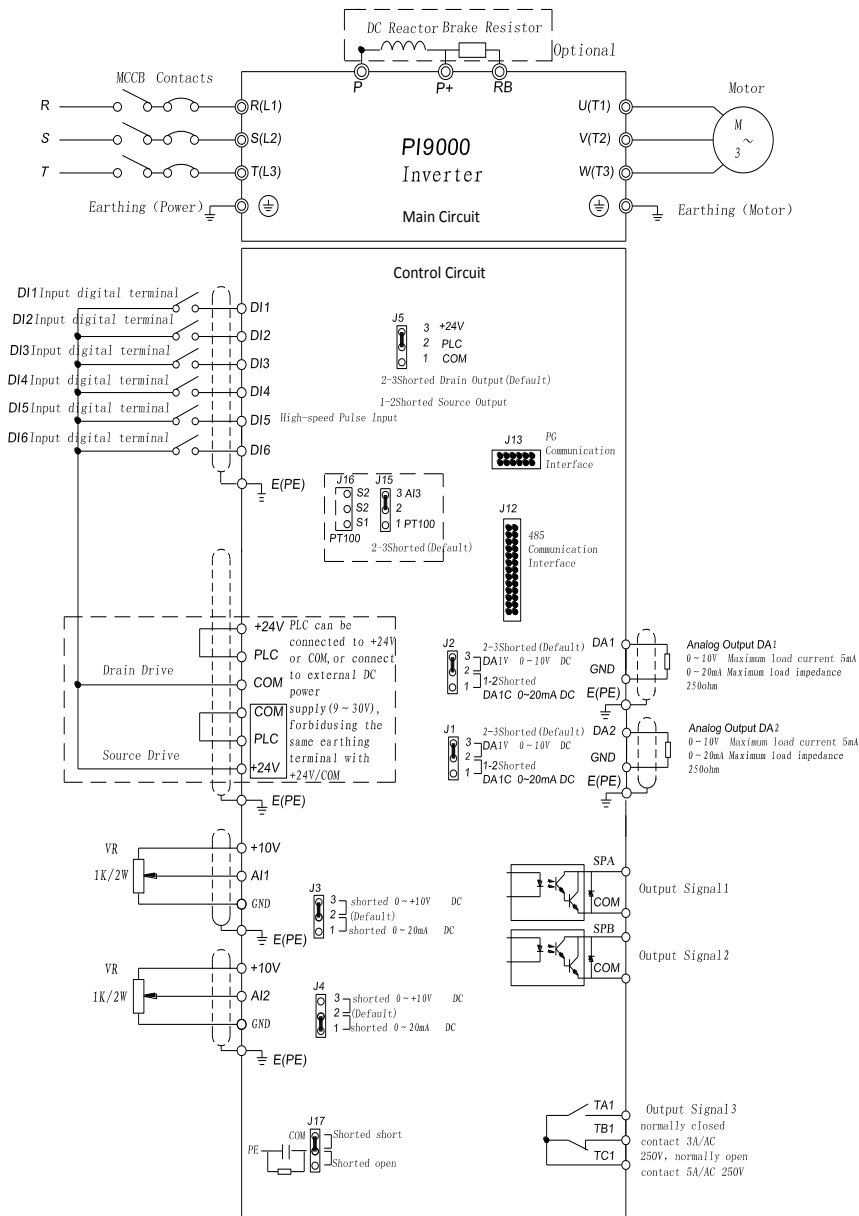 DC Reactor Brake Resistor
Optional
P P+ RB
MCCB Contacts
Motor
R R(L1) U(T1)
S S(L2) V(T2)
T T(L3) W(T3)
M
~
3
PI9000
Inverter
Main Circuit
Earthing (Power)
Earthing (Motor)
Control Circuit
DI1 Input digital terminal DI1
DI2 Input digital terminal DI2
DI3 Input digital terminal DI3
DI4 Input digital terminal DI4
DI5 Input digital terminal DI5 High-speed Pulse Input
DI6 Input digital terminal DI6
E(PE)
J5
3 +24V
2 PLC
1 COM
2-3Shorted Drain Output(Default)
1-2Shorted Source Output
J13
PG
Communication
Interface
J16 J15
S2 3 AI3
S2 2
S1 1 PT100
PT100
2-3Shorted(Default)
J12
485
Communication
Interface
Drain Drive
Source Drive
+24V
PLC
COM
COM
PLC
+24V
E(PE)
PLC can be
connected to +24V
or COM, or connect
to external DC
power
supply(9~30V),
forbidusing the
same earthing
terminal with
+24V/COM
J2
3
2
1
2-3Shorted(Default)
DA1V 0~10V DC
1-2Shorted
DA1C 0~20mA DC
DA1
GND
E(PE)
Analog Output DA1
0~10V Maximum load current 5mA
0~20mA Maximum load impedance
250ohm
J1
3
2
1
2-3Shorted(Default)
DA1V 0~10V DC
1-2Shorted
DA1C 0~20mA DC
DA2
GND
E(PE)
Analog Output DA2
0~10V Maximum load current 5mA
0~20mA Maximum load impedance
250ohm
VR
1K/2W
+10V
AI1
GND
E(PE)
J3
3 shorted 0~+10V DC
2 (Default)
1 shorted 0~20mA DC
VR
1K/2W
+10V
AI2
GND
E(PE)
J4
3 shorted 0~+10V DC
2 (Default)
1 shorted 0~20mA DC
SPA
COM
Output Signal1
SPB
COM
Output Signal2
J17
PE
COM
Shorted short
Shorted open
TA1
TB1
TC1
Output Signal3
normally closed
contact 3A/AC
250V, normally open
contact 5A/AC 250V